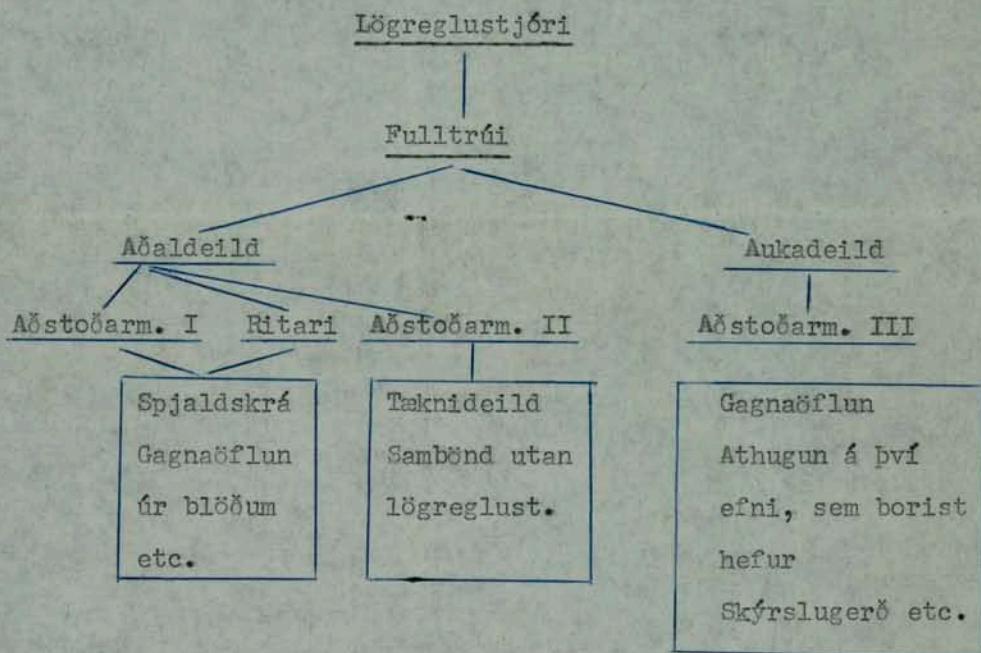 Lögreglustjóri
Fulltrúi
Aðaldeild
Aukadeild
Aðstoðarm. I
Ritari
Aðstoðarm. II
Aðstoðarm. III
Spjaldskrá
Gagnaöflun
úr blöðum
etc.
Tæknideild
Sambönd utan
lögreglust.
Gagnaöflun
Athugun á því
efni, sem borist
hefur
Skýrslugerð etc.